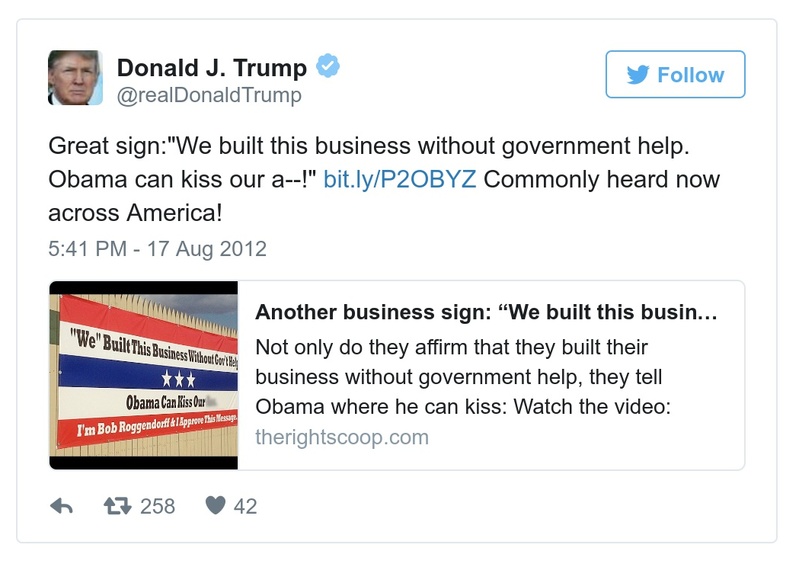 Donald J. Trump
@realDonaldTrump
Follow
Great sign:"We built this business without government help.
Obama can kiss our a--!" bit.ly/P2OBYZ Commonly heard now
across America!
5:41 PM - 17 Aug 2012
"We" Built This Business Without Gov't Help
Obama Can Kiss Our
I'm Bob Roggendorff & I Approve This Message.
Another business sign: “We built this busin…
Not only do they affirm that they built their
business without government help, they tell
Obama where he can kiss: Watch the video:
therightscoop.com
258 42